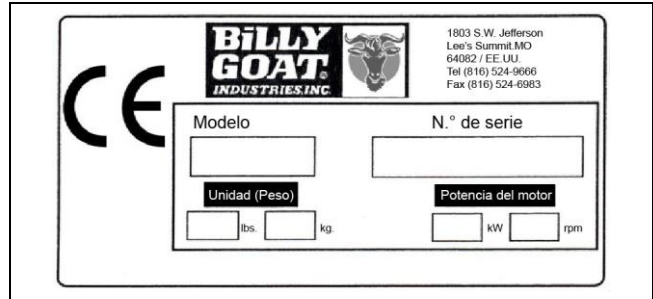 CE
BILLY
GOAT®
INDUSTRIES,INC.
1803 S.W. Jefferson
Lee's Summit.MO
64082 / EE.UU.
Tel (816) 524-9666
Fax (816) 524-6983
Modelo
N.° de serie
Unidad (Peso)
Potencia del motor
lbs. kg.
kW rpm